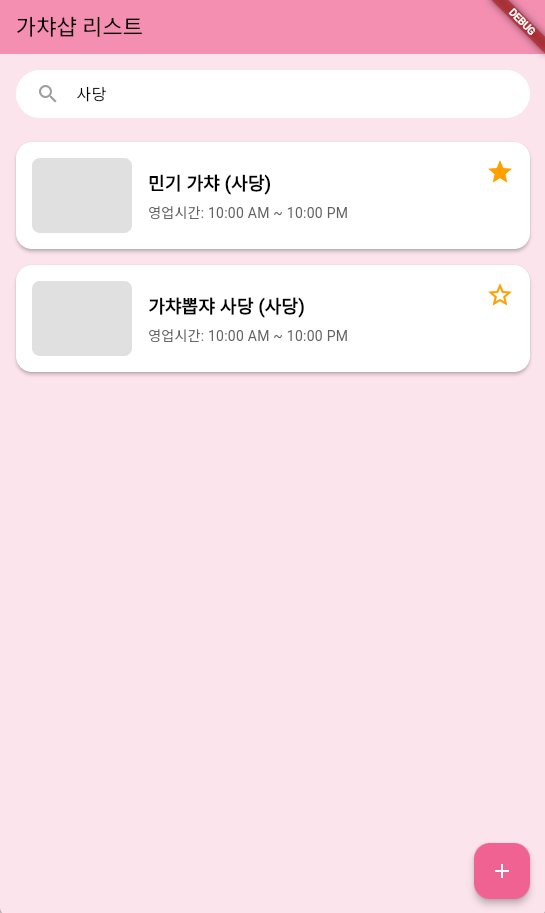 가챠샵 리스트
DEBUG
사당
민기 가챠 (사당)
영업시간: 10:00 AM ~ 10:00 PM
가챠뽑쟈 사당 (사당)
영업시간: 10:00 AM ~ 10:00 PM